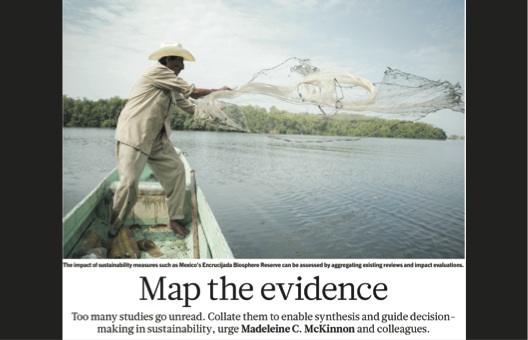 The impact of sustainability measures such as Mexico's Encrucijada Biosphere Reserve can be assessed by aggregating existing reviews and impact evaluations.
Map the evidence
Too many studies go unread. Collate them to enable synthesis and guide decision-
making in sustainability, urge Madeleine C. McKinnon and colleagues.